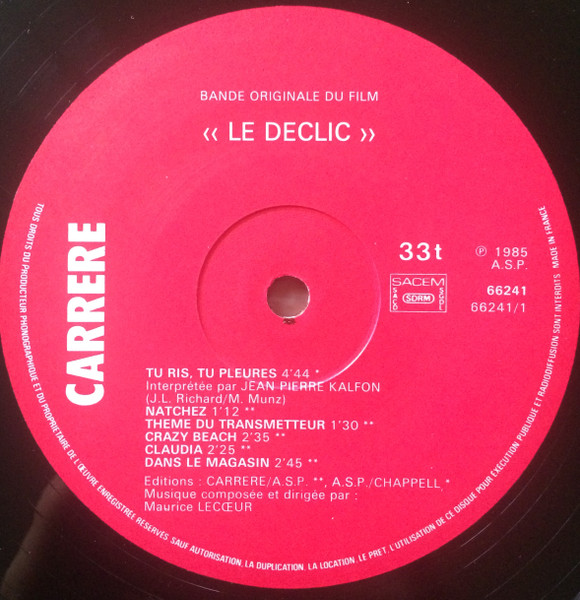 BANDE ORIGINALE DU FILM
‹‹ LE DECLIC ››
CARRERE
33t
℗ 1985
A.S.P.
SACEM
SACD
SDRM
SGDL
66241
66241/1
TU RIS, TU PLEURES 4'44 *
Interprétée par JEAN PIERRE KALFON
(J.L. Richard/M. Munz)
NATCHEZ 1'12 **
THEME DU TRANSMETTEUR 1'30 **
CRAZY BEACH 2'35 **
CLAUDIA 2'25 **
DANS LE MAGASIN 2'45 **
Editions : CARRERE/A.S.P. **, A.S.P./CHAPPELL *
Musique composée et dirigée par :
Maurice LECŒUR
TOUS DROITS DU PRODUCTEUR PHONOGRAPHIQUE ET DU PROPRIETAIRE DE L'ŒUVRE ENREGISTREE RESERVES SAUF AUTORISATION, LA DUPLICATION, LA LOCATION, LE PRET, L'UTILISATION DE CE DISQUE POUR EXECUTION PUBLIQUE ET RADIODIFFUSION SONT INTERDITS MADE IN FRANCE